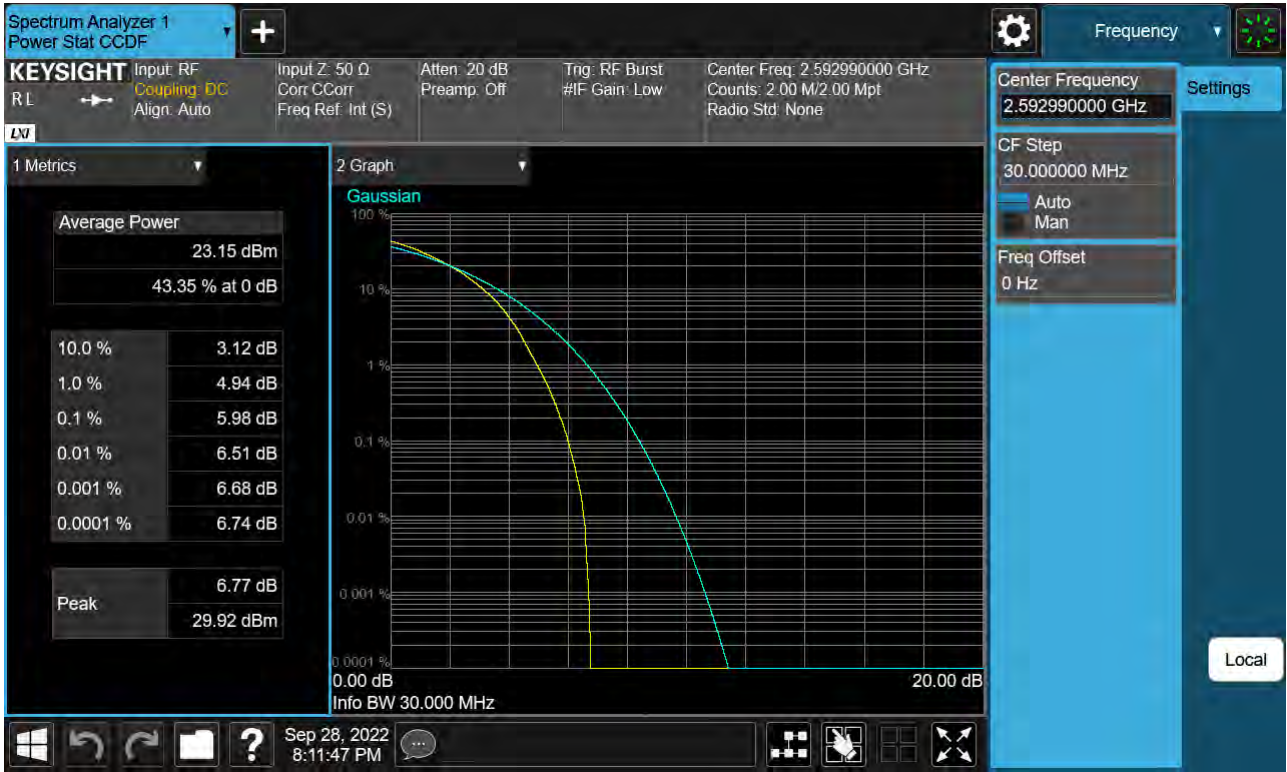 Spectrum Analyzer 1
Power Stat CCDF
Frequency
KEYSIGHT
RL
LXI
Input: RF
Coupling: DC
Align: Auto
Input Z: 50 Ω
Corr CCorr
Freq Ref: Int (S)
Atten: 20 dB
Preamp: Off
Trig: RF Burst
#IF Gain: Low
Center Freq: 2.592990000 GHz
Counts: 2.00 M/2.00 Mpt
Radio Std: None
Center Frequency
2.592990000 GHz
Settings
CF Step
30.000000 MHz
Auto
Man
Freq Offset
0 Hz
1 Metrics
Average Power
23.15 dBm
43.35 % at 0 dB
10.0 % 3.12 dB
1.0 % 4.94 dB
0.1 % 5.98 dB
0.01 % 6.51 dB
0.001 % 6.68 dB
0.0001 % 6.74 dB
Peak 6.77 dB
29.92 dBm
2 Graph
Gaussian
100 %
10 %
1 %
0.1 %
0.01 %
0.001 %
0.0001 %
0.00 dB 20.00 dB
Info BW 30.000 MHz
Local
?
Sep 28, 2022
8:11:47 PM